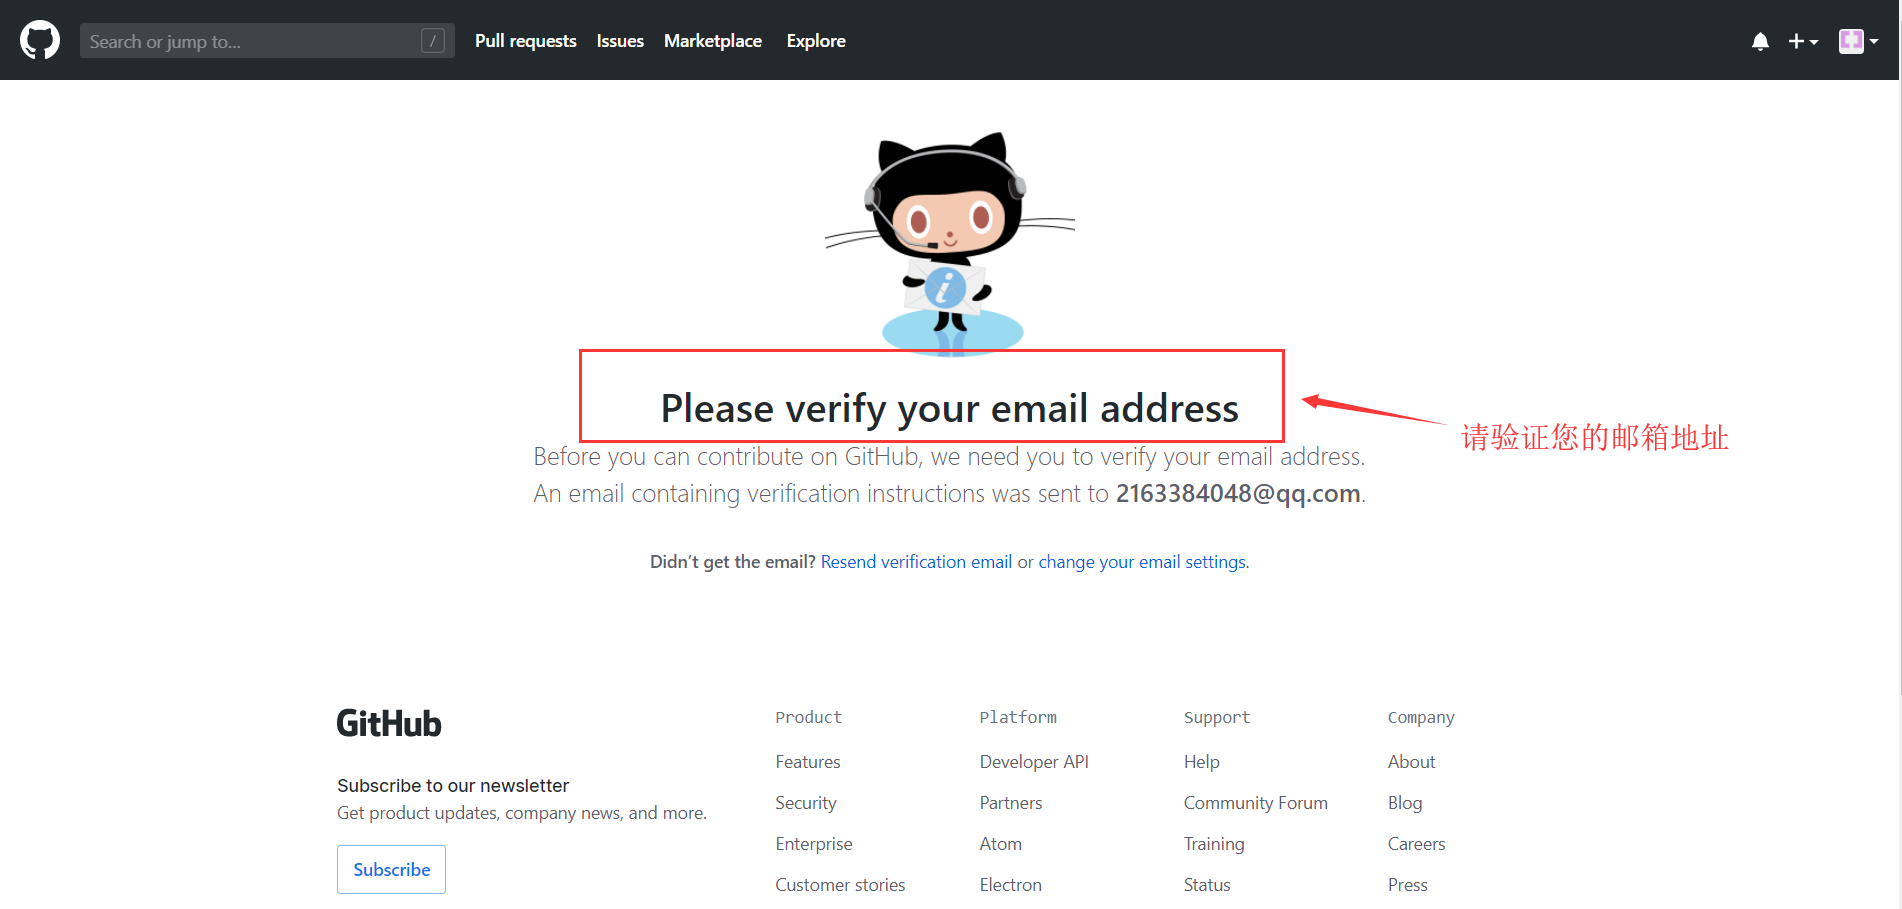 Search or jump to... / Pull requests Issues Marketplace Explore
i
Please verify your email address
请验证您的邮箱地址
Before you can contribute on GitHub, we need you to verify your email address.
An email containing verification instructions was sent to 2163384048@qq.com.
Didn't get the email? Resend verification email or change your email settings.
GitHub
Subscribe to our newsletter
Get product updates, company news, and more.
Subscribe
Product
Features
Security
Enterprise
Customer stories
Platform
Developer API
Partners
Atom
Electron
Support
Help
Community Forum
Training
Status
Company
About
Blog
Careers
Press